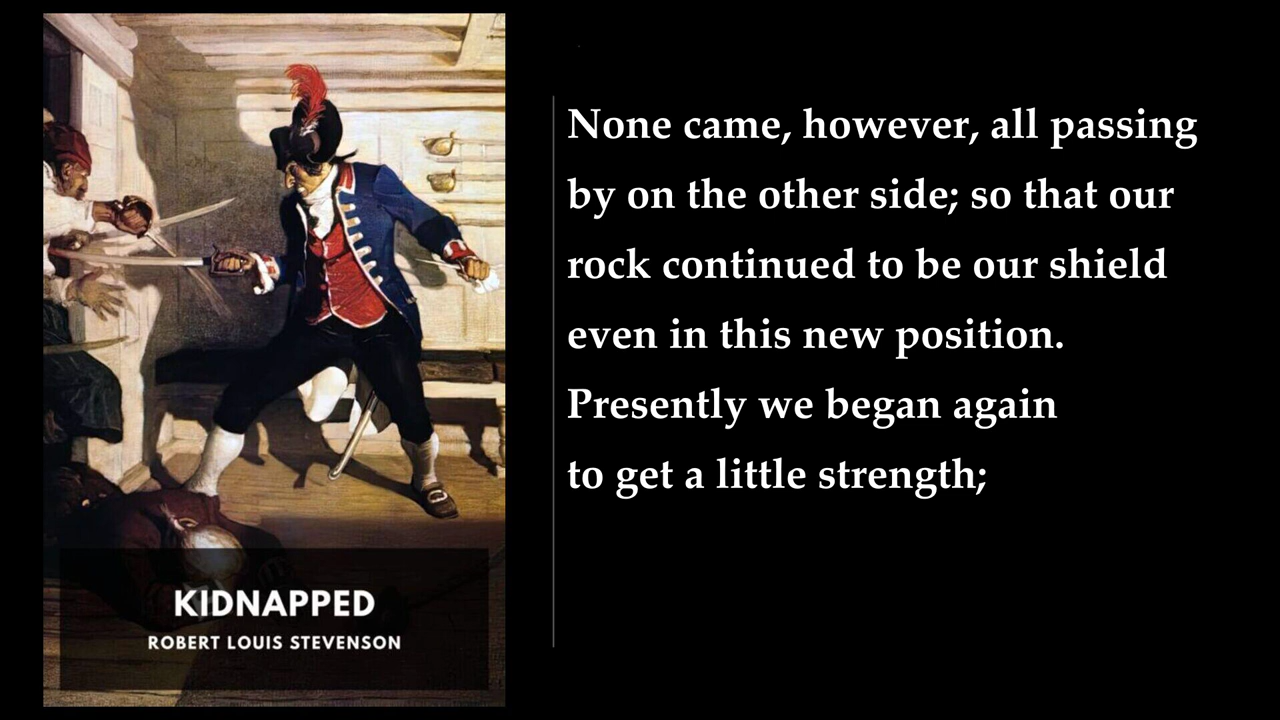 KIDNAPPED
ROBERT LOUIS STEVENSON
None came, however, all passing
by on the other side; so that our
rock continued to be our shield
even in this new position.
Presently we began again
to get a little strength;